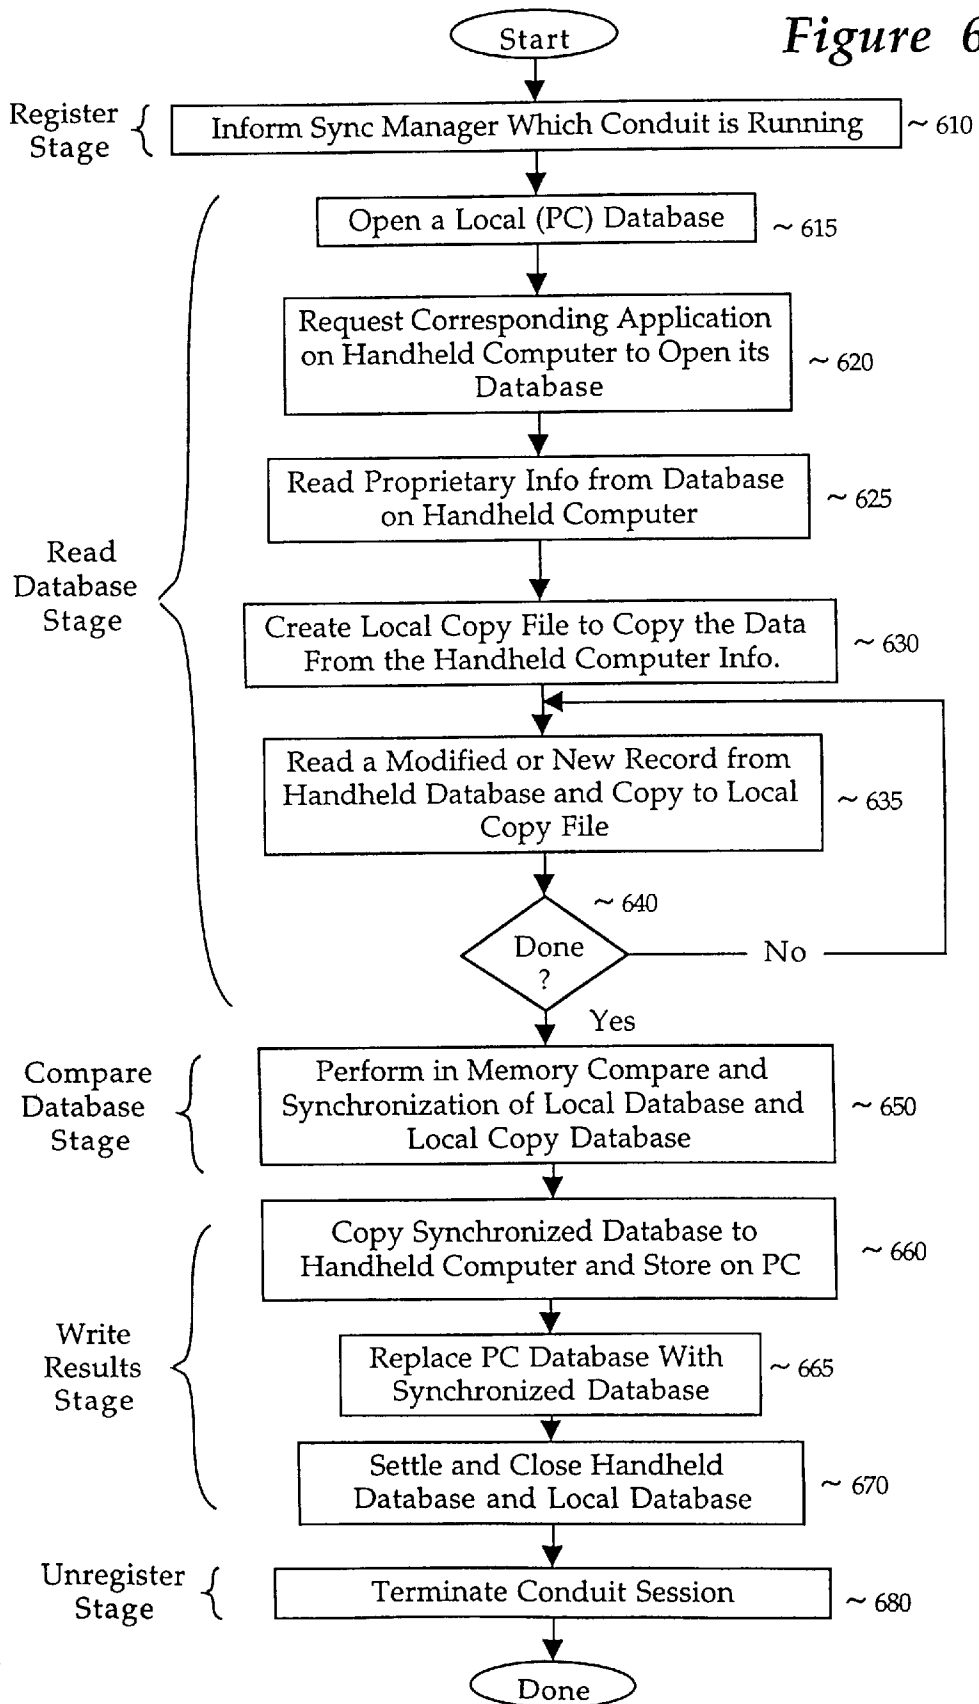 Figure 6
Start
Register
Stage
Inform Sync Manager Which Conduit is Running
~ 610
Open a Local (PC) Database
~ 615
Request Corresponding Application
on Handheld Computer to Open its
Database
~ 620
Read Proprietary Info from Database
on Handheld Computer
~ 625
Read
Database
Stage
Create Local Copy File to Copy the Data
From the Handheld Computer Info.
~ 630
Read a Modified or New Record from
Handheld Database and Copy to Local
Copy File
~ 635
~ 640
Done
?
No
Yes
Compare
Database
Stage
Perform in Memory Compare and
Synchronization of Local Database and
Local Copy Database
~ 650
Copy Synchronized Database to
Handheld Computer and Store on PC
~ 660
Write
Results
Stage
Replace PC Database With
Synchronized Database
~ 665
Settle and Close Handheld
Database and Local Database
~ 670
Unregister
Stage
Terminate Conduit Session
~ 680
Done